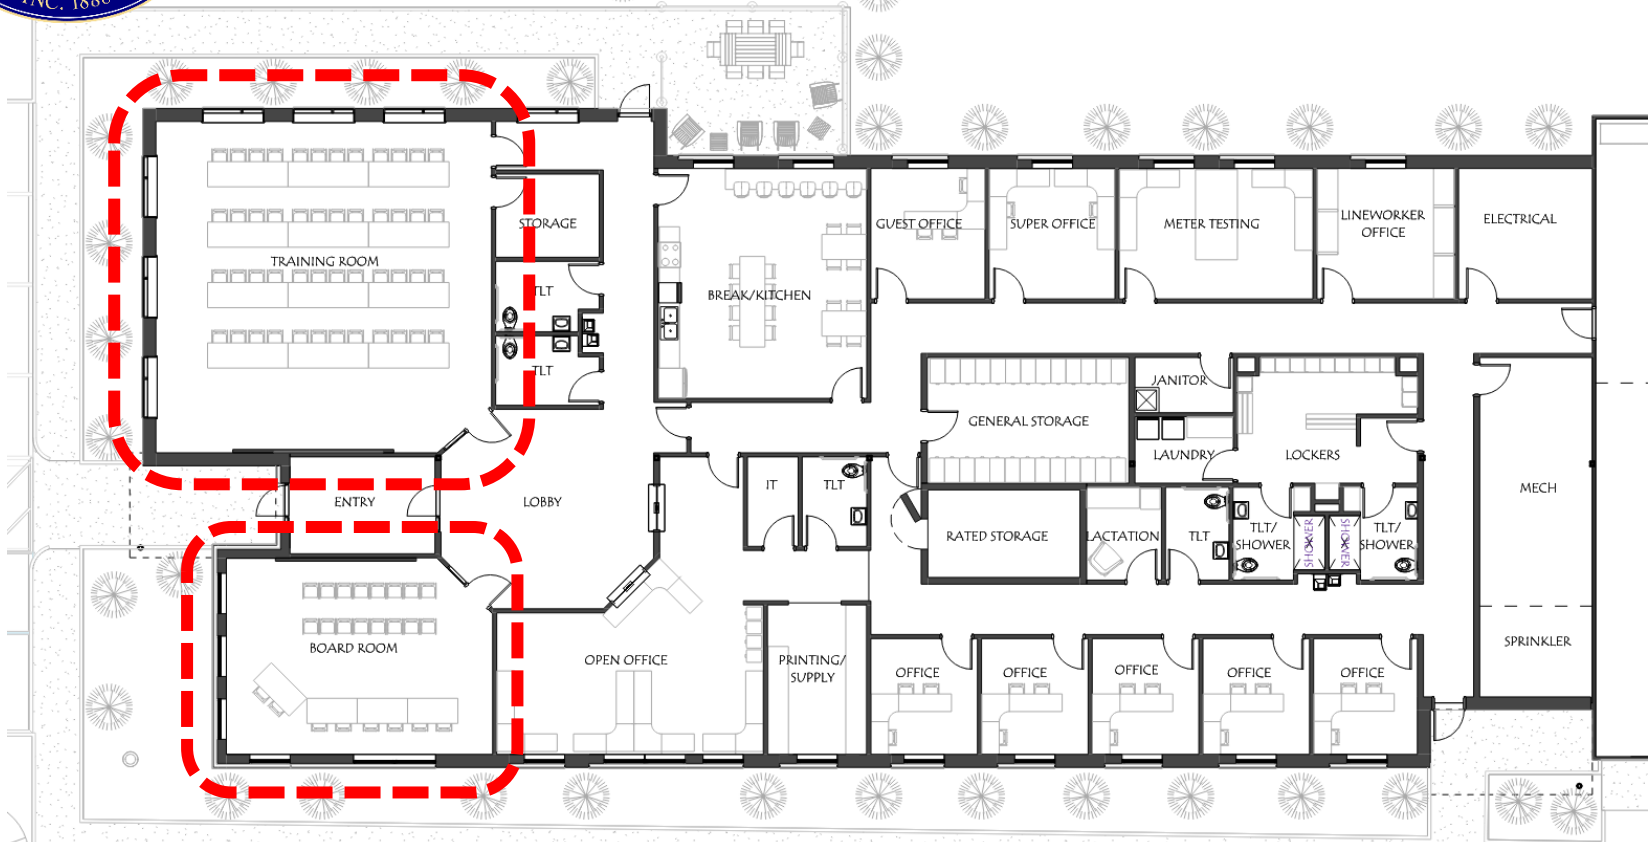 INC. 1886
GUEST OFFICE
SUPER OFFICE
METER TESTING
LINEWORKER
OFFICE
ELECTRICAL
STORAGE
TRAINING ROOM
TLT
BREAK/KITCHEN
TLT
JANITOR
GENERAL STORAGE
LAUNDRY
LOCKERS
ENTRY
LOBBY
IT
TLT
MECH
RATED STORAGE
LACTATION
TLT
TLT/
SHOWER
SHOWER
SHOWER
TLT/
SHOWER
BOARD ROOM
OPEN OFFICE
PRINTING/
SUPPLY
OFFICE
OFFICE
OFFICE
OFFICE
OFFICE
SPRINKLER